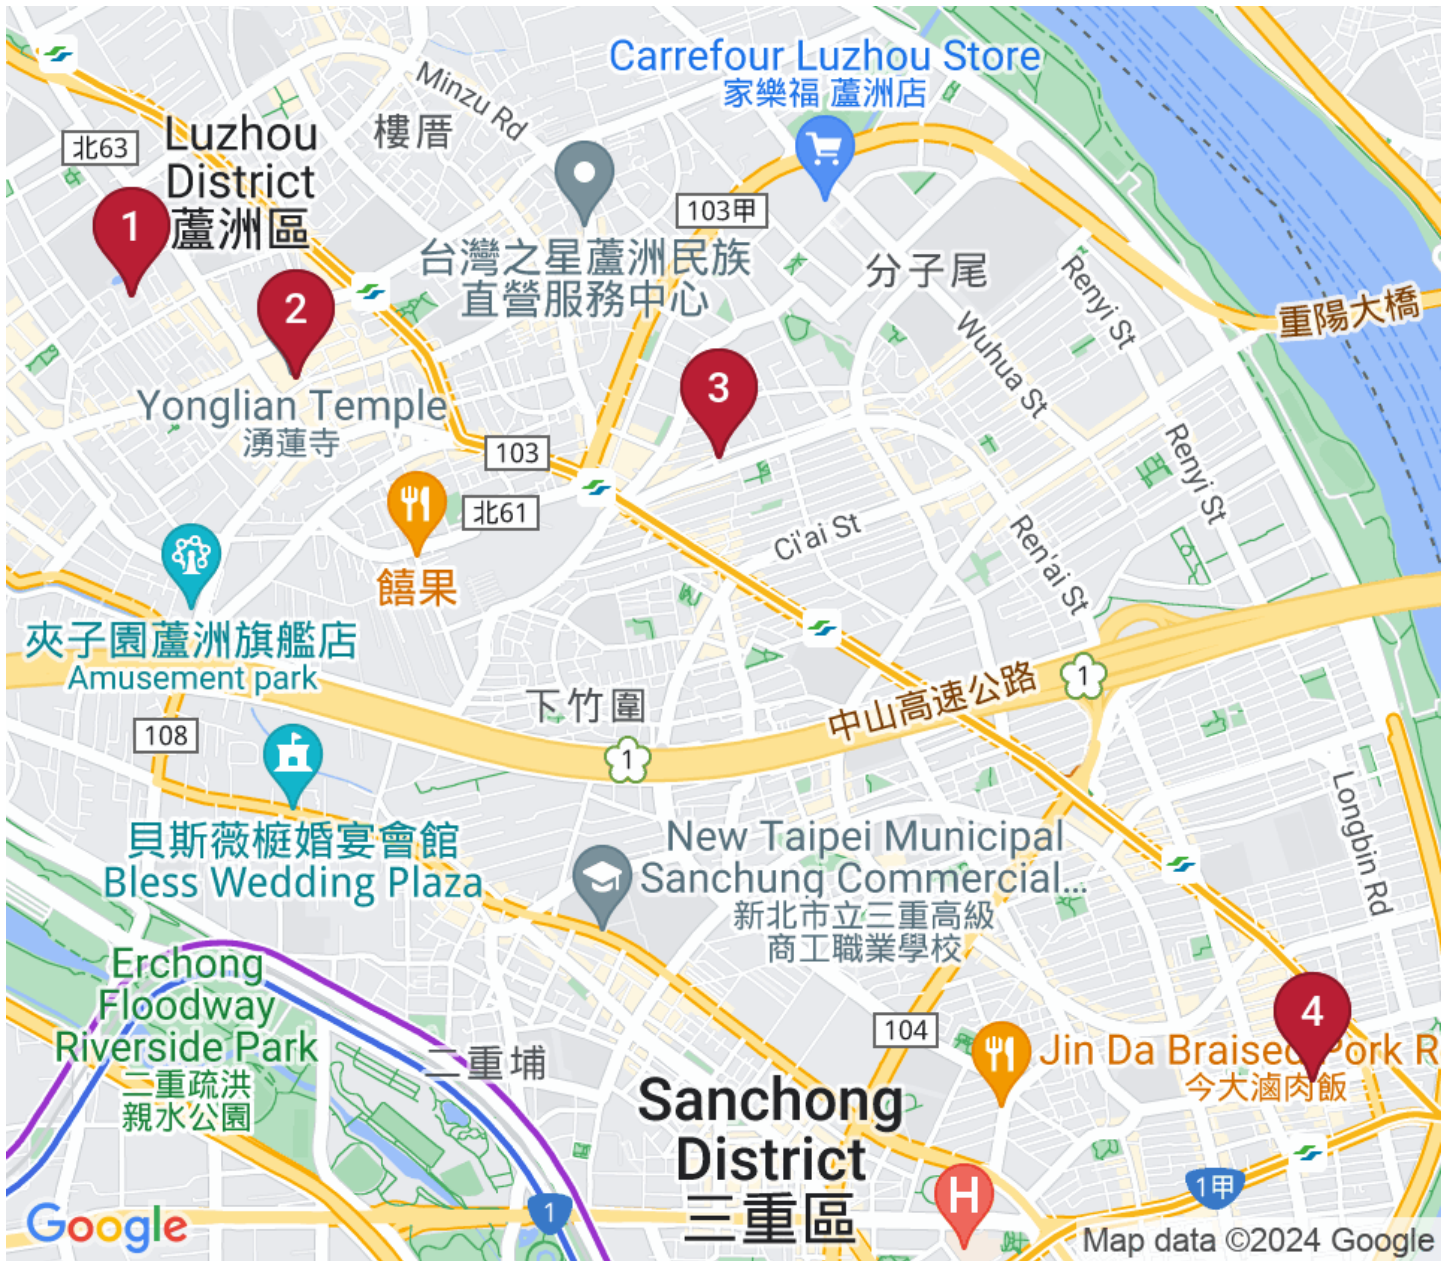 Carrefour Luzhou Store
家樂福 蘆洲店
Minzu Rd
樓厝
北63
Luzhou
District
蘆洲區
1
103甲
台灣之星蘆洲民族
直營服務中心
分子尾
Renyi St
重陽大橋
2
Wuhua St
3
Yonglian Temple
湧蓮寺
103
Renyi St
北61
Ci'ai St
Ren'ai St
饎果
夾子園蘆洲旗艦店
Amusement park
1
中山高速公路
下竹圍
108
1
Longbin Rd
貝斯薇梃婚宴會館
Bless Wedding Plaza
New Taipei Municipal
Sanchung Commercial...
新北市立三重高級
商工職業學校
Erchong
Floodway
Riverside Park
二重疏洪
親水公園
4
104
二重埔
Jin Da Braised Pork R
今大滷肉飯
Sanchong
District
三重區
H
1甲
1
Google
Map data ©2024 Google